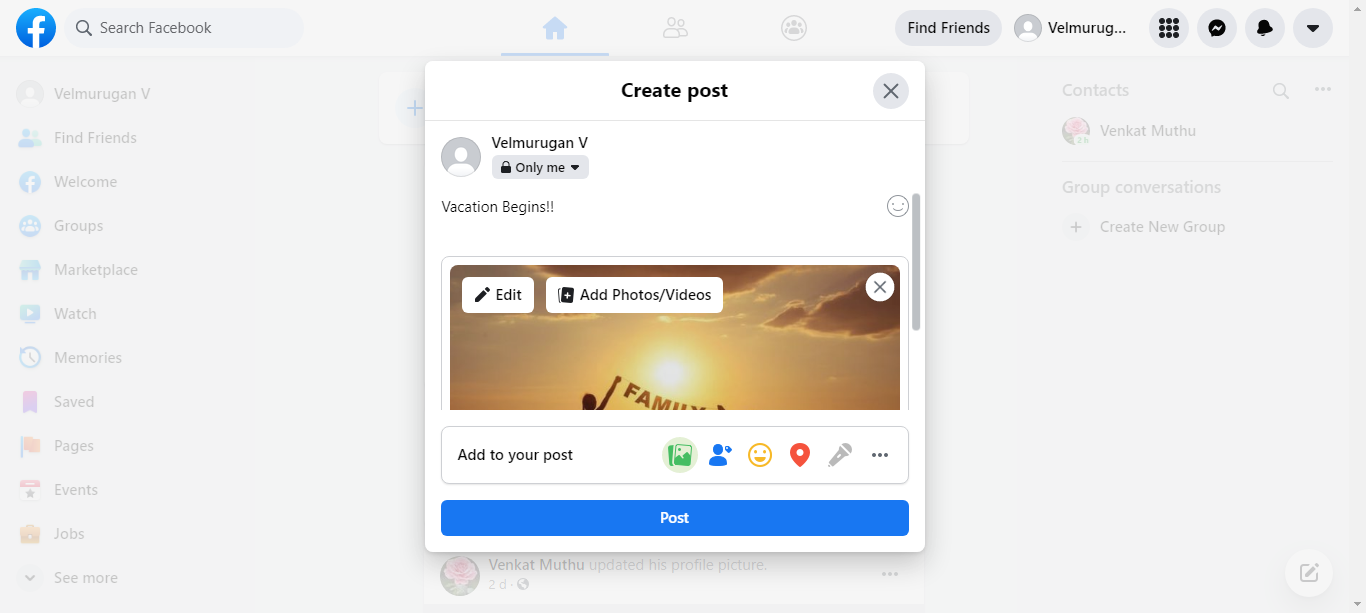 Search Facebook
Find Friends
Velmurug...
Velmurugan V
Find Friends
Welcome
Groups
Marketplace
Watch
Memories
Saved
Pages
Events
Jobs
See more
Create post
Velmurugan V
Only me
Vacation Begins!!
Edit
Add Photos/Videos
FAMILY
Add to your post
Post
Venkat Muthu updated his profile picture.
2 d ·
Contacts
Venkat Muthu
2 h
Group conversations
Create New Group